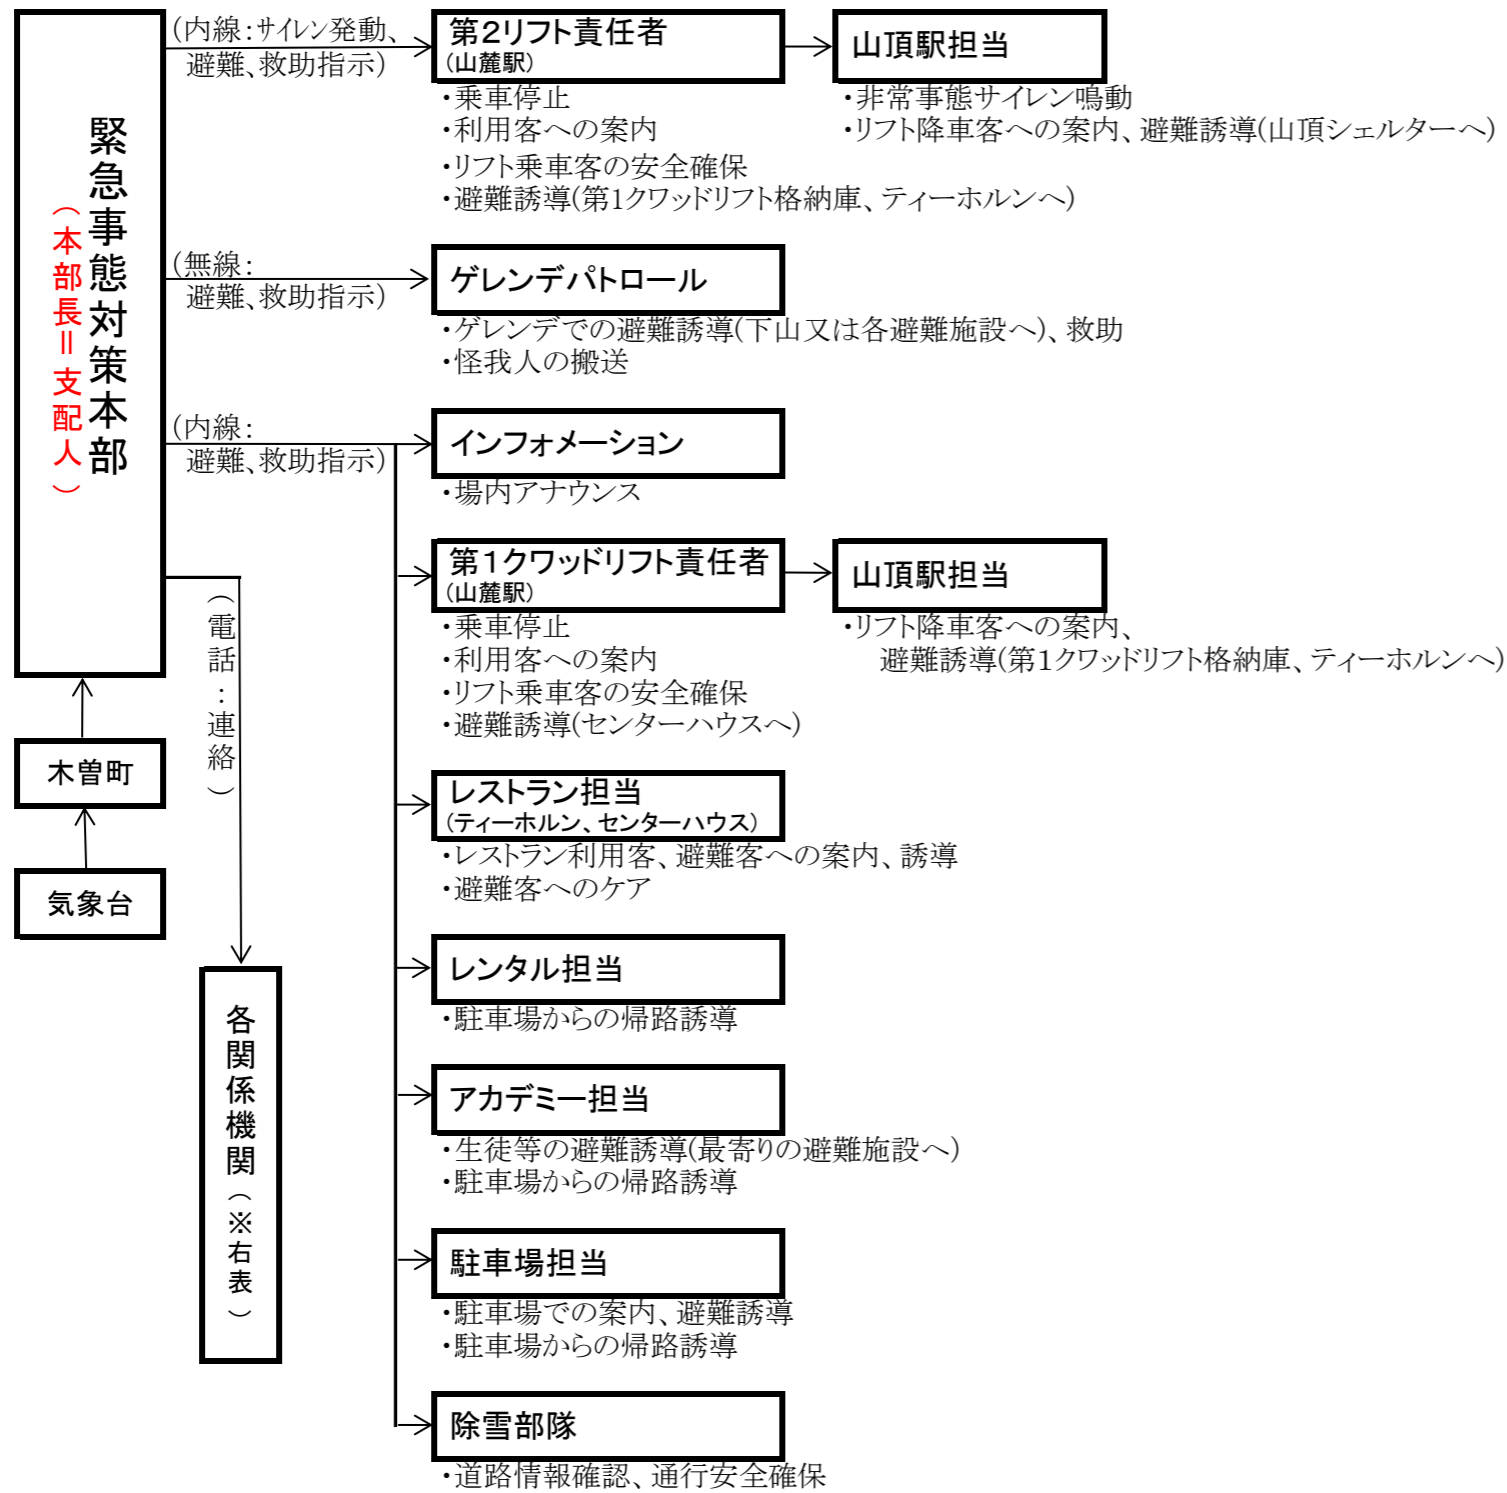 緊急事態対策本部
（本部長＝支配人）
（内線：サイレン発動、
避難、救助指示）
第２リフト責任者
（山麓駅）
・乗車停止
・利用客への案内
・リフト乗車客の安全確保
・避難誘導(第1クワッドリフト格納庫、ティーホルンへ)
山頂駅担当
・非常事態サイレン鳴動
・リフト降車客への案内、避難誘導(山頂シェルターへ)
（無線：
避難、救助指示）
ゲレンデパトロール
・ゲレンデでの避難誘導(下山又は各避難施設へ)、救助
・怪我人の搬送
（内線：
避難、救助指示）
インフォメーション
・場内アナウンス
第１クワッドリフト責任者
（山麓駅）
・乗車停止
・利用客への案内
・リフト乗車客の安全確保
・避難誘導(センターハウスへ)
山頂駅担当
・リフト降車客への案内、
避難誘導(第1クワッドリフト格納庫、ティーホルンへ)
（電話：連絡）
木曽町
気象台
レストラン担当
（ティーホルン、センターハウス）
・レストラン利用客、避難客への案内、誘導
・避難客へのケア
レンタル担当
・駐車場からの帰路誘導
各関係機関（※右表）
アカデミー担当
・生徒等の避難誘導(最寄りの避難施設へ)
・駐車場からの帰路誘導
駐車場担当
・駐車場での案内、避難誘導
・駐車場からの帰路誘導
除雪部隊
・道路情報確認、通行安全確保